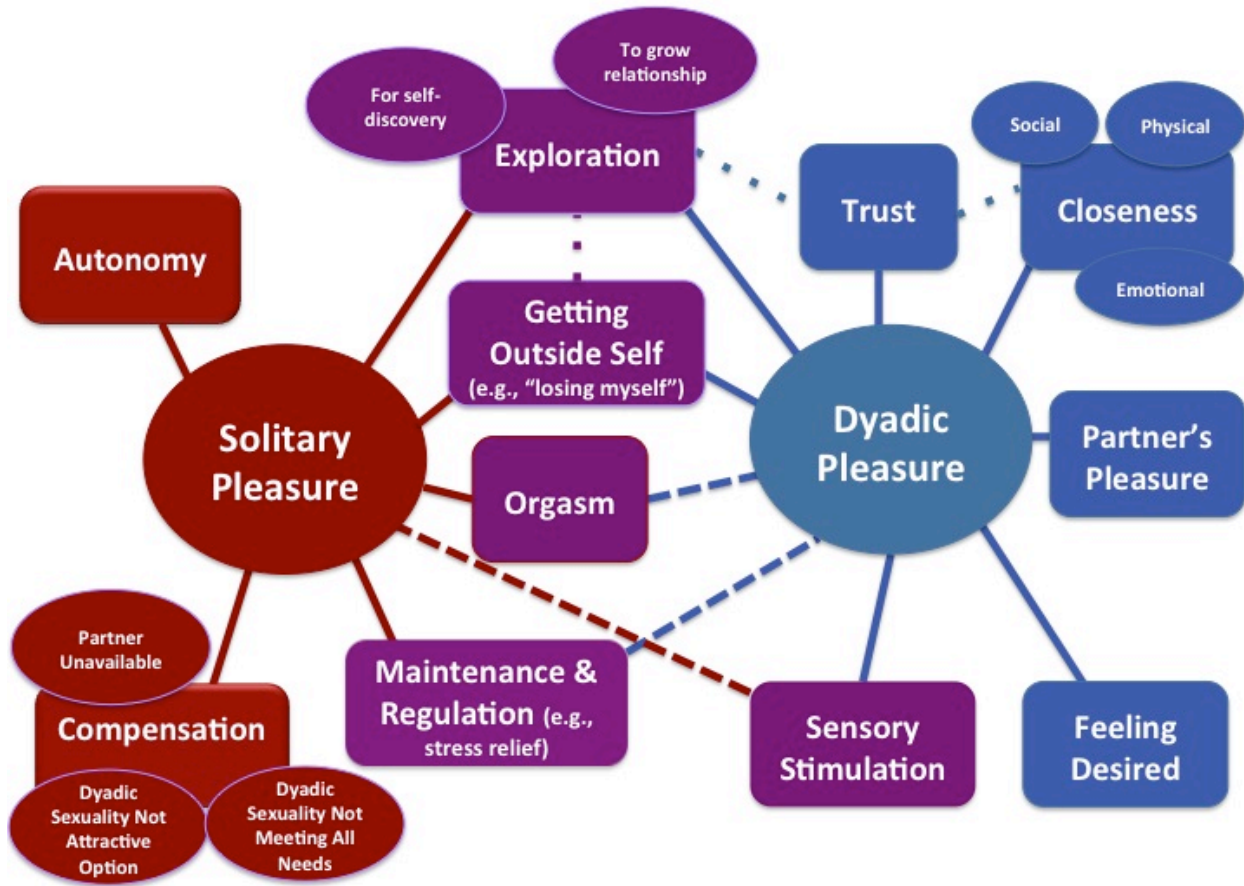 To grow
relationship
For self-
discovery
Exploration
Social
Physical
Trust
Closeness
Emotional
Autonomy
Getting
Outside Self
(e.g., “losing myself”)
Solitary
Pleasure
Dyadic
Pleasure
Partner’s
Pleasure
Orgasm
Partner
Unavailable
Compensation
Dyadic
Sexuality Not
Attractive
Option
Dyadic
Sexuality Not
Meeting All
Needs
Maintenance &
Regulation (e.g.,
stress relief)
Sensory
Stimulation
Feeling
Desired